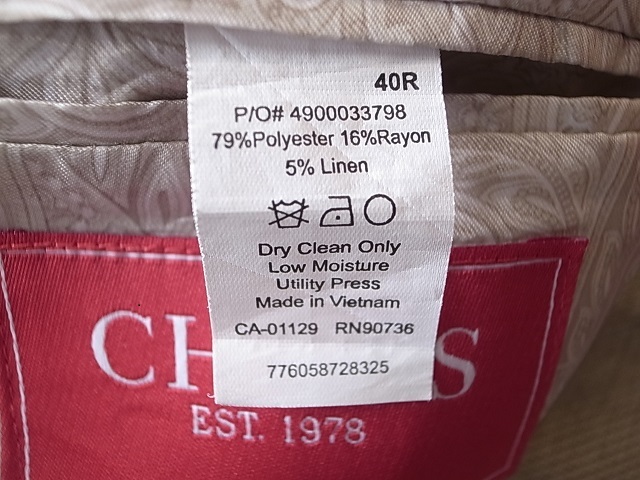 40R
P/O# 4900033798
79%Polyester 16%Rayon
5% Linen
Dry Clean Only
Low Moisture
Utility Press
Made in Vietnam
CA-01129 RN90736
776058728325
EST. 1978